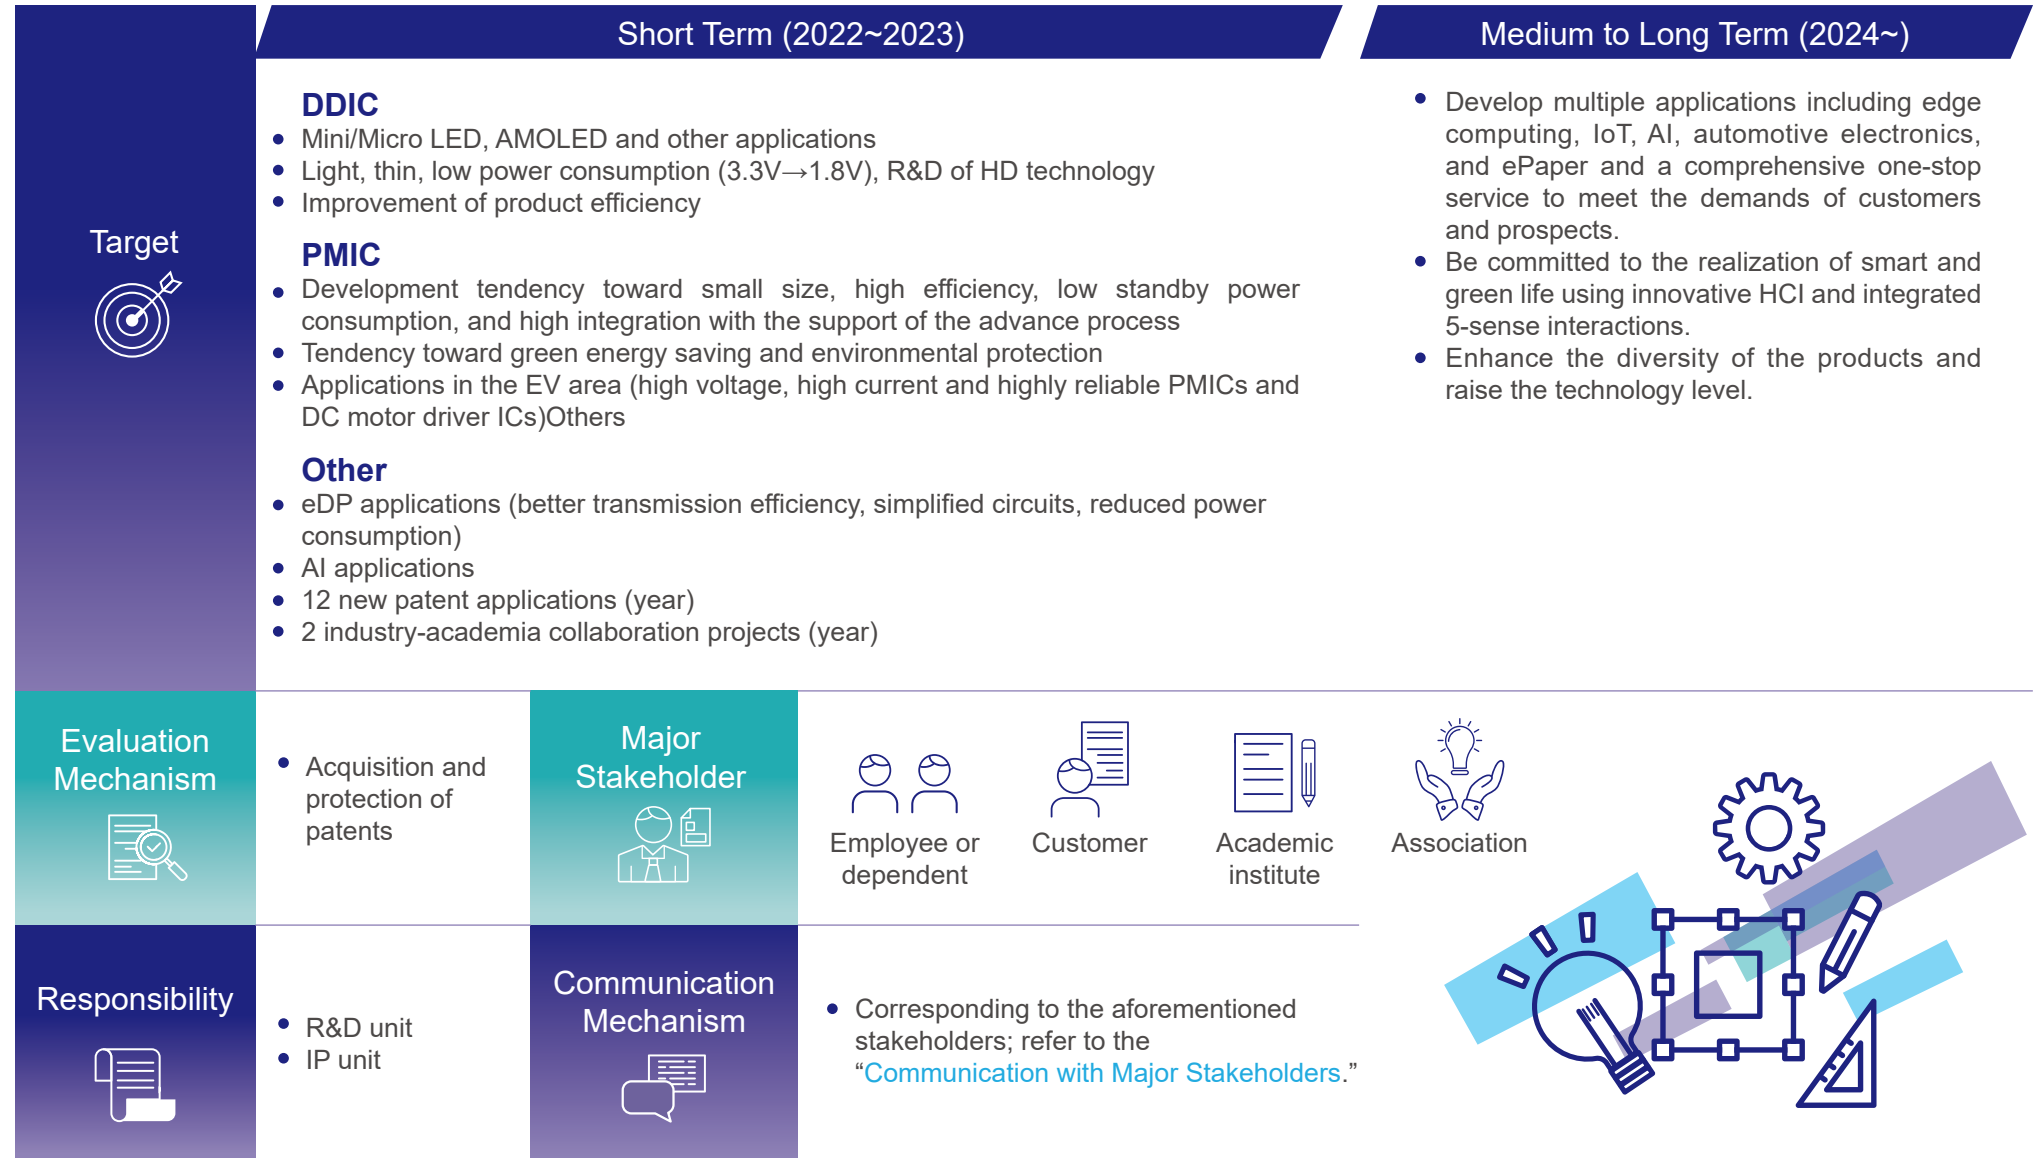 Short Term (2022~2023)
Medium to Long Term (2024~)
Target
DDIC
• Mini/Micro LED, AMOLED and other applications
• Light, thin, low power consumption (3.3V→1.8V), R&D of HD technology
• Improvement of product efficiency
PMIC
• Development tendency toward small size, high efficiency, low standby power
consumption, and high integration with the support of the advance process
• Tendency toward green energy saving and environmental protection
• Applications in the EV area (high voltage, high current and highly reliable PMICs and
DC motor driver ICs)Others
Other
• eDP applications (better transmission efficiency, simplified circuits, reduced power
consumption)
• AI applications
• 12 new patent applications (year)
• 2 industry-academia collaboration projects (year)
• Develop multiple applications including edge
computing, IoT, AI, automotive electronics,
and ePaper and a comprehensive one-stop
service to meet the demands of customers
and prospects.
• Be committed to the realization of smart and
green life using innovative HCI and integrated
5-sense interactions.
• Enhance the diversity of the products and
raise the technology level.
Evaluation
Mechanism
• Acquisition and
protection of
patents
Major
Stakeholder
Employee or
dependent
Customer
Academic
institute
Association
Responsibility
• R&D unit
• IP unit
Communication
Mechanism
• Corresponding to the aforementioned
stakeholders; refer to the
“Communication with Major Stakeholders.”